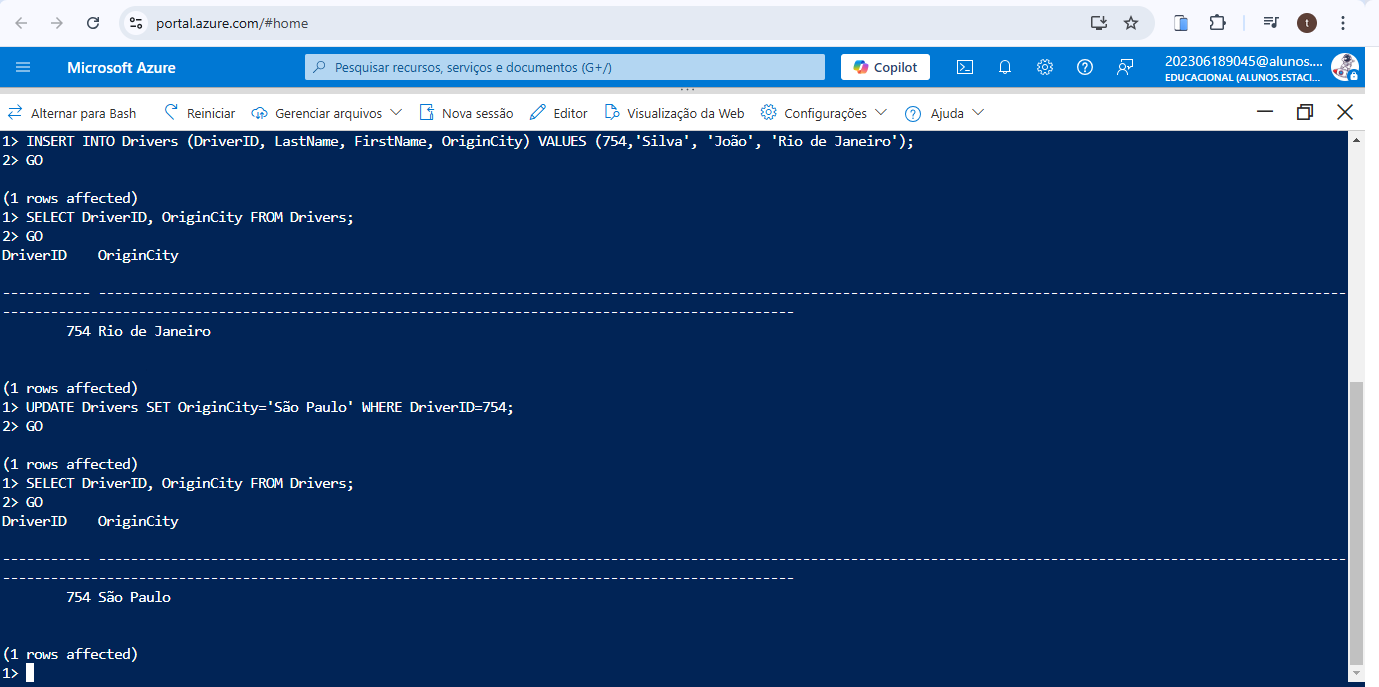 portal.azure.com/#home
t
Microsoft Azure
Pesquisar recursos, serviços e documentos (G+/)
Copilot
202306189045@alunos....
EDUCACIONAL (ALUNOS.ESTACI...
Alternar para Bash
Reiniciar
Gerenciar arquivos
Nova sessão
Editor
Visualização da Web
Configurações
Ajuda
1> INSERT INTO Drivers (DriverID, LastName, FirstName, OriginCity) VALUES (754,'Silva', 'João', 'Rio de Janeiro');
2> GO
(1 rows affected)
1> SELECT DriverID, OriginCity FROM Drivers;
2> GO
DriverID    OriginCity
----------- ------------------------------------------------------------------------------------------------------------------------------------------------------------
---------------------------------------------------------------------------------------------------
754 Rio de Janeiro
(1 rows affected)
1> UPDATE Drivers SET OriginCity='São Paulo' WHERE DriverID=754;
2> GO
(1 rows affected)
1> SELECT DriverID, OriginCity FROM Drivers;
2> GO
DriverID    OriginCity
----------- ------------------------------------------------------------------------------------------------------------------------------------------------------------
---------------------------------------------------------------------------------------------------
754 São Paulo
(1 rows affected)
1>